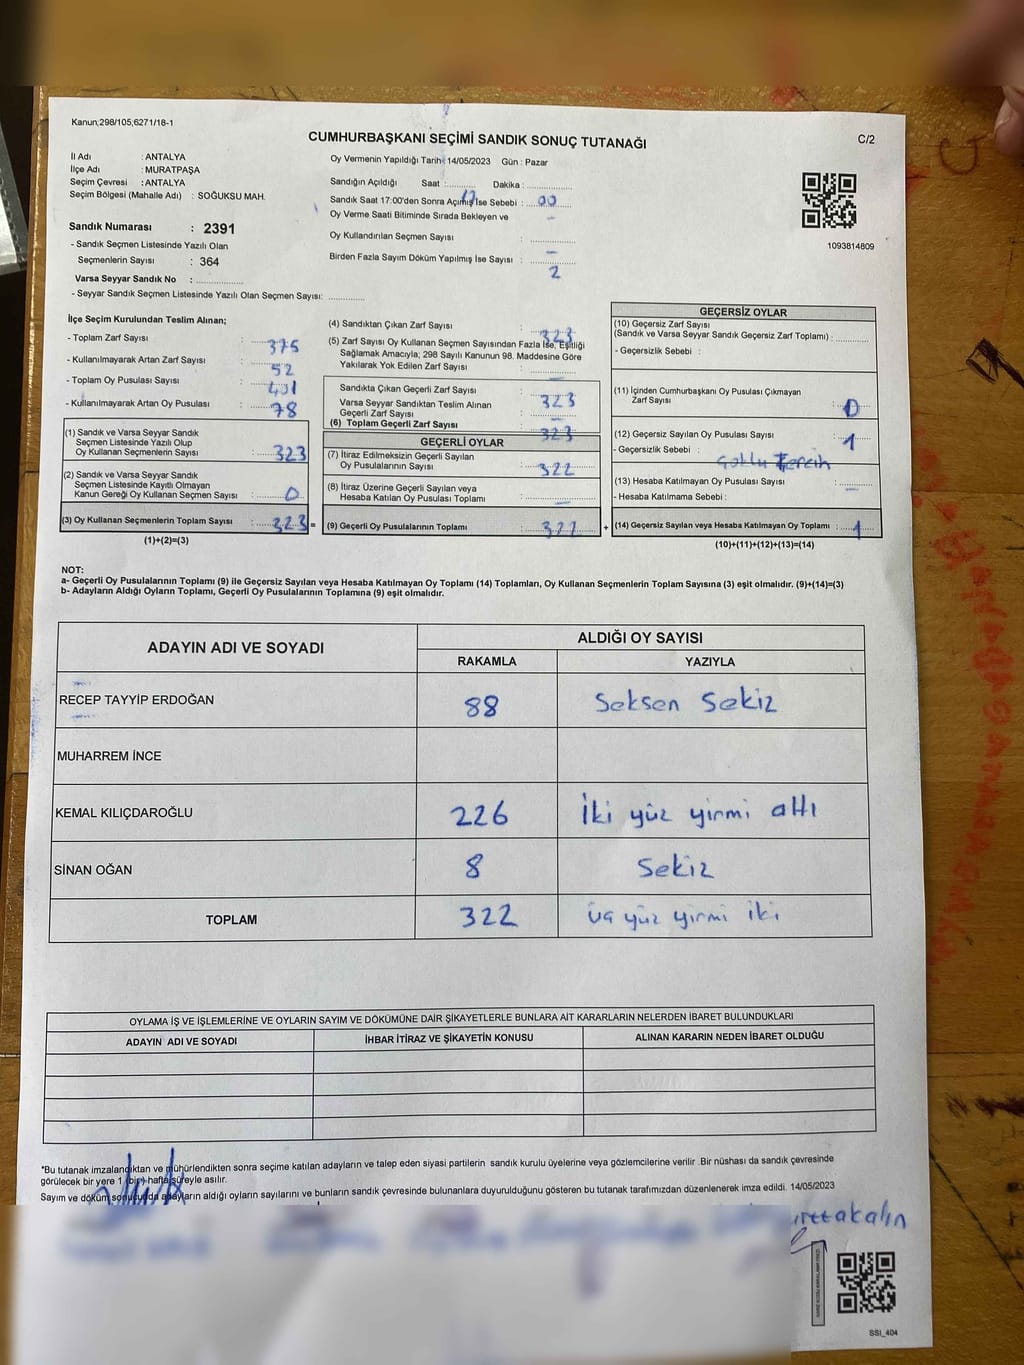 Kanun;298/105;6271/18-1
CUMHURBAŞKANI SEÇİMİ SANDIK SONUÇ TUTANAĞI
C/2
İl Adı : ANTALYA
İlçe Adı : MURATPAŞA
Seçim Çevresi : ANTALYA
Seçim Bölgesi (Mahalle Adı) : SOĞUKSU MAH.
Oy Vermenin Yapıldığı Tarih: 14/05/2023 Gün : Pazar
Sandığın Açıldığı Saat :.......... Dakika : ..........
17 00
Sandık Saat 17:00'den Sonra Açılmış İse Sebebi : ..........
Oy Verme Saati Bitiminde Sırada Bekleyen ve –
Oy Kullandırılan Seçmen Sayısı : ..........
Birden Fazla Sayım Döküm Yapılmış İse Sayısı : – 2
1093814809
Sandık Numarası : 2391
- Sandık Seçmen Listesinde Yazılı Olan
Seçmenlerin Sayısı : 364
Varsa Seyyar Sandık No : ..........
- Seyyar Sandık Seçmen Listesinde Yazılı Olan Seçmen Sayısı: ..........
İlçe Seçim Kurulundan Teslim Alınan;
- Toplam Zarf Sayısı : 375
- Kullanılmayarak Artan Zarf Sayısı : 52
- Toplam Oy Pusulası Sayısı : 401
- Kullanılmayarak Artan Oy Pusulası : 78
(1) Sandık ve Varsa Seyyar Sandık
Seçmen Listesinde Yazılı Olup
Oy Kullanan Seçmenlerin Sayısı : 323
(2) Sandık ve Varsa Seyyar Sandık
Seçmen Listesinde Kayıtlı Olmayan
Kanun Gereği Oy Kullanan Seçmen Sayısı : 0
(3) Oy Kullanan Seçmenlerin Toplam Sayısı : 323 =
(1)+(2)=(3)
(4) Sandıktan Çıkan Zarf Sayısı : 323
(5) Zarf Sayısı Oy Kullanan Seçmen Sayısından Fazla İse, Eşitliği
Sağlamak Amacıyla; 298 Sayılı Kanunun 98. Maddesine Göre
Yakılarak Yok Edilen Zarf Sayısı : –
Sandıkta Çıkan Geçerli Zarf Sayısı : 323
Varsa Seyyar Sandıktan Teslim Alınan
Geçerli Zarf Sayısı : –
(6) Toplam Geçerli Zarf Sayısı : 323
GEÇERLİ OYLAR
(7) İtiraz Edilmeksizin Geçerli Sayılan
Oy Pusulalarının Sayısı : 322
(8) İtiraz Üzerine Geçerli Sayılan veya
Hesaba Katılan Oy Pusulası Toplamı : –
(9) Geçerli Oy Pusulalarının Toplamı : 322 +
GEÇERSİZ OYLAR
(10) Geçersiz Zarf Sayısı
(Sandık ve Varsa Seyyar Sandık Geçersiz Zarf Toplamı) : ..........
- Geçersizlik Sebebi :
(11) İçinden Cumhurbaşkanı Oy Pusulası Çıkmayan
Zarf Sayısı : 0
(12) Geçersiz Sayılan Oy Pusulası Sayısı : 1
- Geçersizlik Sebebi : Çoklu tercih
(13) Hesaba Katılmayan Oy Pusulası Sayısı : –
- Hesaba Katılmama Sebebi :
(14) Geçersiz Sayılan veya Hesaba Katılmayan Oy Toplamı : 1
(10)+(11)+(12)+(13)=(14)
NOT:
a- Geçerli Oy Pusulalarının Toplamı (9) ile Geçersiz Sayılan veya Hesaba Katılmayan Oy Toplamı (14) Toplamları, Oy Kullanan Seçmenlerin Toplam Sayısına (3) eşit olmalıdır. (9)+(14)=(3)
b- Adayların Aldığı Oyların Toplamı, Geçerli Oy Pusulalarının Toplamına (9) eşit olmalıdır.
ADAYIN ADI VE SOYADI ALDIĞI OY SAYISI
RAKAMLA YAZIYLA
RECEP TAYYİP ERDOĞAN 88 Seksen Sekiz
MUHARREM İNCE
KEMAL KILIÇDAROĞLU 226 İki yüz yirmi altı
SİNAN OĞAN 8 Sekiz
TOPLAM 322 üç yüz yirmi iki
OYLAMA İŞ VE İŞLEMLERİNE VE OYLARIN SAYIM VE DÖKÜMÜNE DAİR ŞİKAYETLERLE BUNLARA AİT KARARLARIN NELERDEN İBARET BULUNDUKLARI
ADAYIN ADI VE SOYADI İHBAR İTİRAZ VE ŞİKAYETİN KONUSU ALINAN KARARIN NEDEN İBARET OLDUĞU
*Bu tutanak imzalandıktan ve mühürlendikten sonra seçime katılan adayların ve talep eden siyasi partilerin sandık kurulu üyelerine veya gözlemcilerine verilir .Bir nüshası da sandık çevresinde
görülecek bir yere 1 (bir) hafta süreyle asılır.
Sayım ve döküm sonucunda adayların aldığı oyların sayılarını ve bunların sandık çevresinde bulunanlara duyurulduğunu gösteren bu tutanak tarafımızdan düzenlenerek imza edildi. 14/05/2023
SSI_404